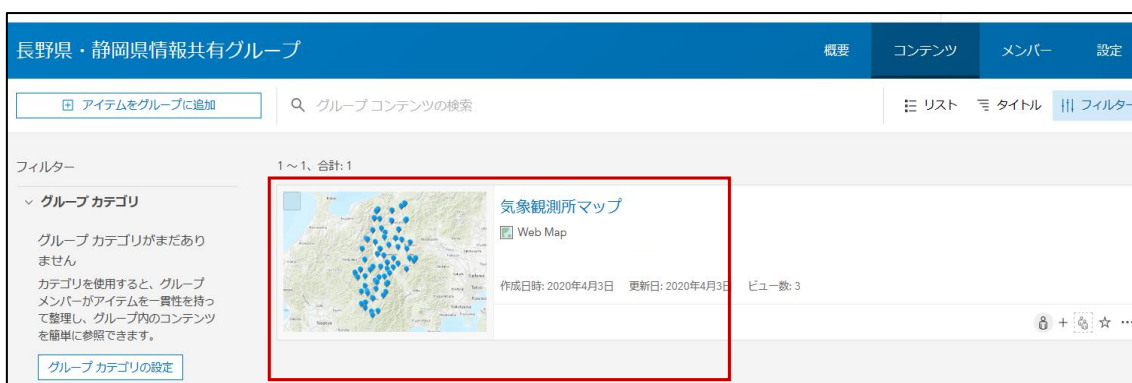 長野県・静岡県情報共有グループ
概要 コンテンツ メンバー 設定
アイテムをグループに追加
グループ コンテンツの検索
リスト タイトル フィルター
フィルター
1～1、合計: 1
グループ カテゴリ
グループ カテゴリがまだあり
ません
カテゴリを使用すると、グループ
メンバーがアイテムを一貫性を持っ
て整理し、グループ内のコンテンツ
を簡単に参照できます。
グループ カテゴリの設定
気象観測所マップ
Web Map
作成日時: 2020年4月3日 更新日: 2020年4月3日 ビュー数: 3